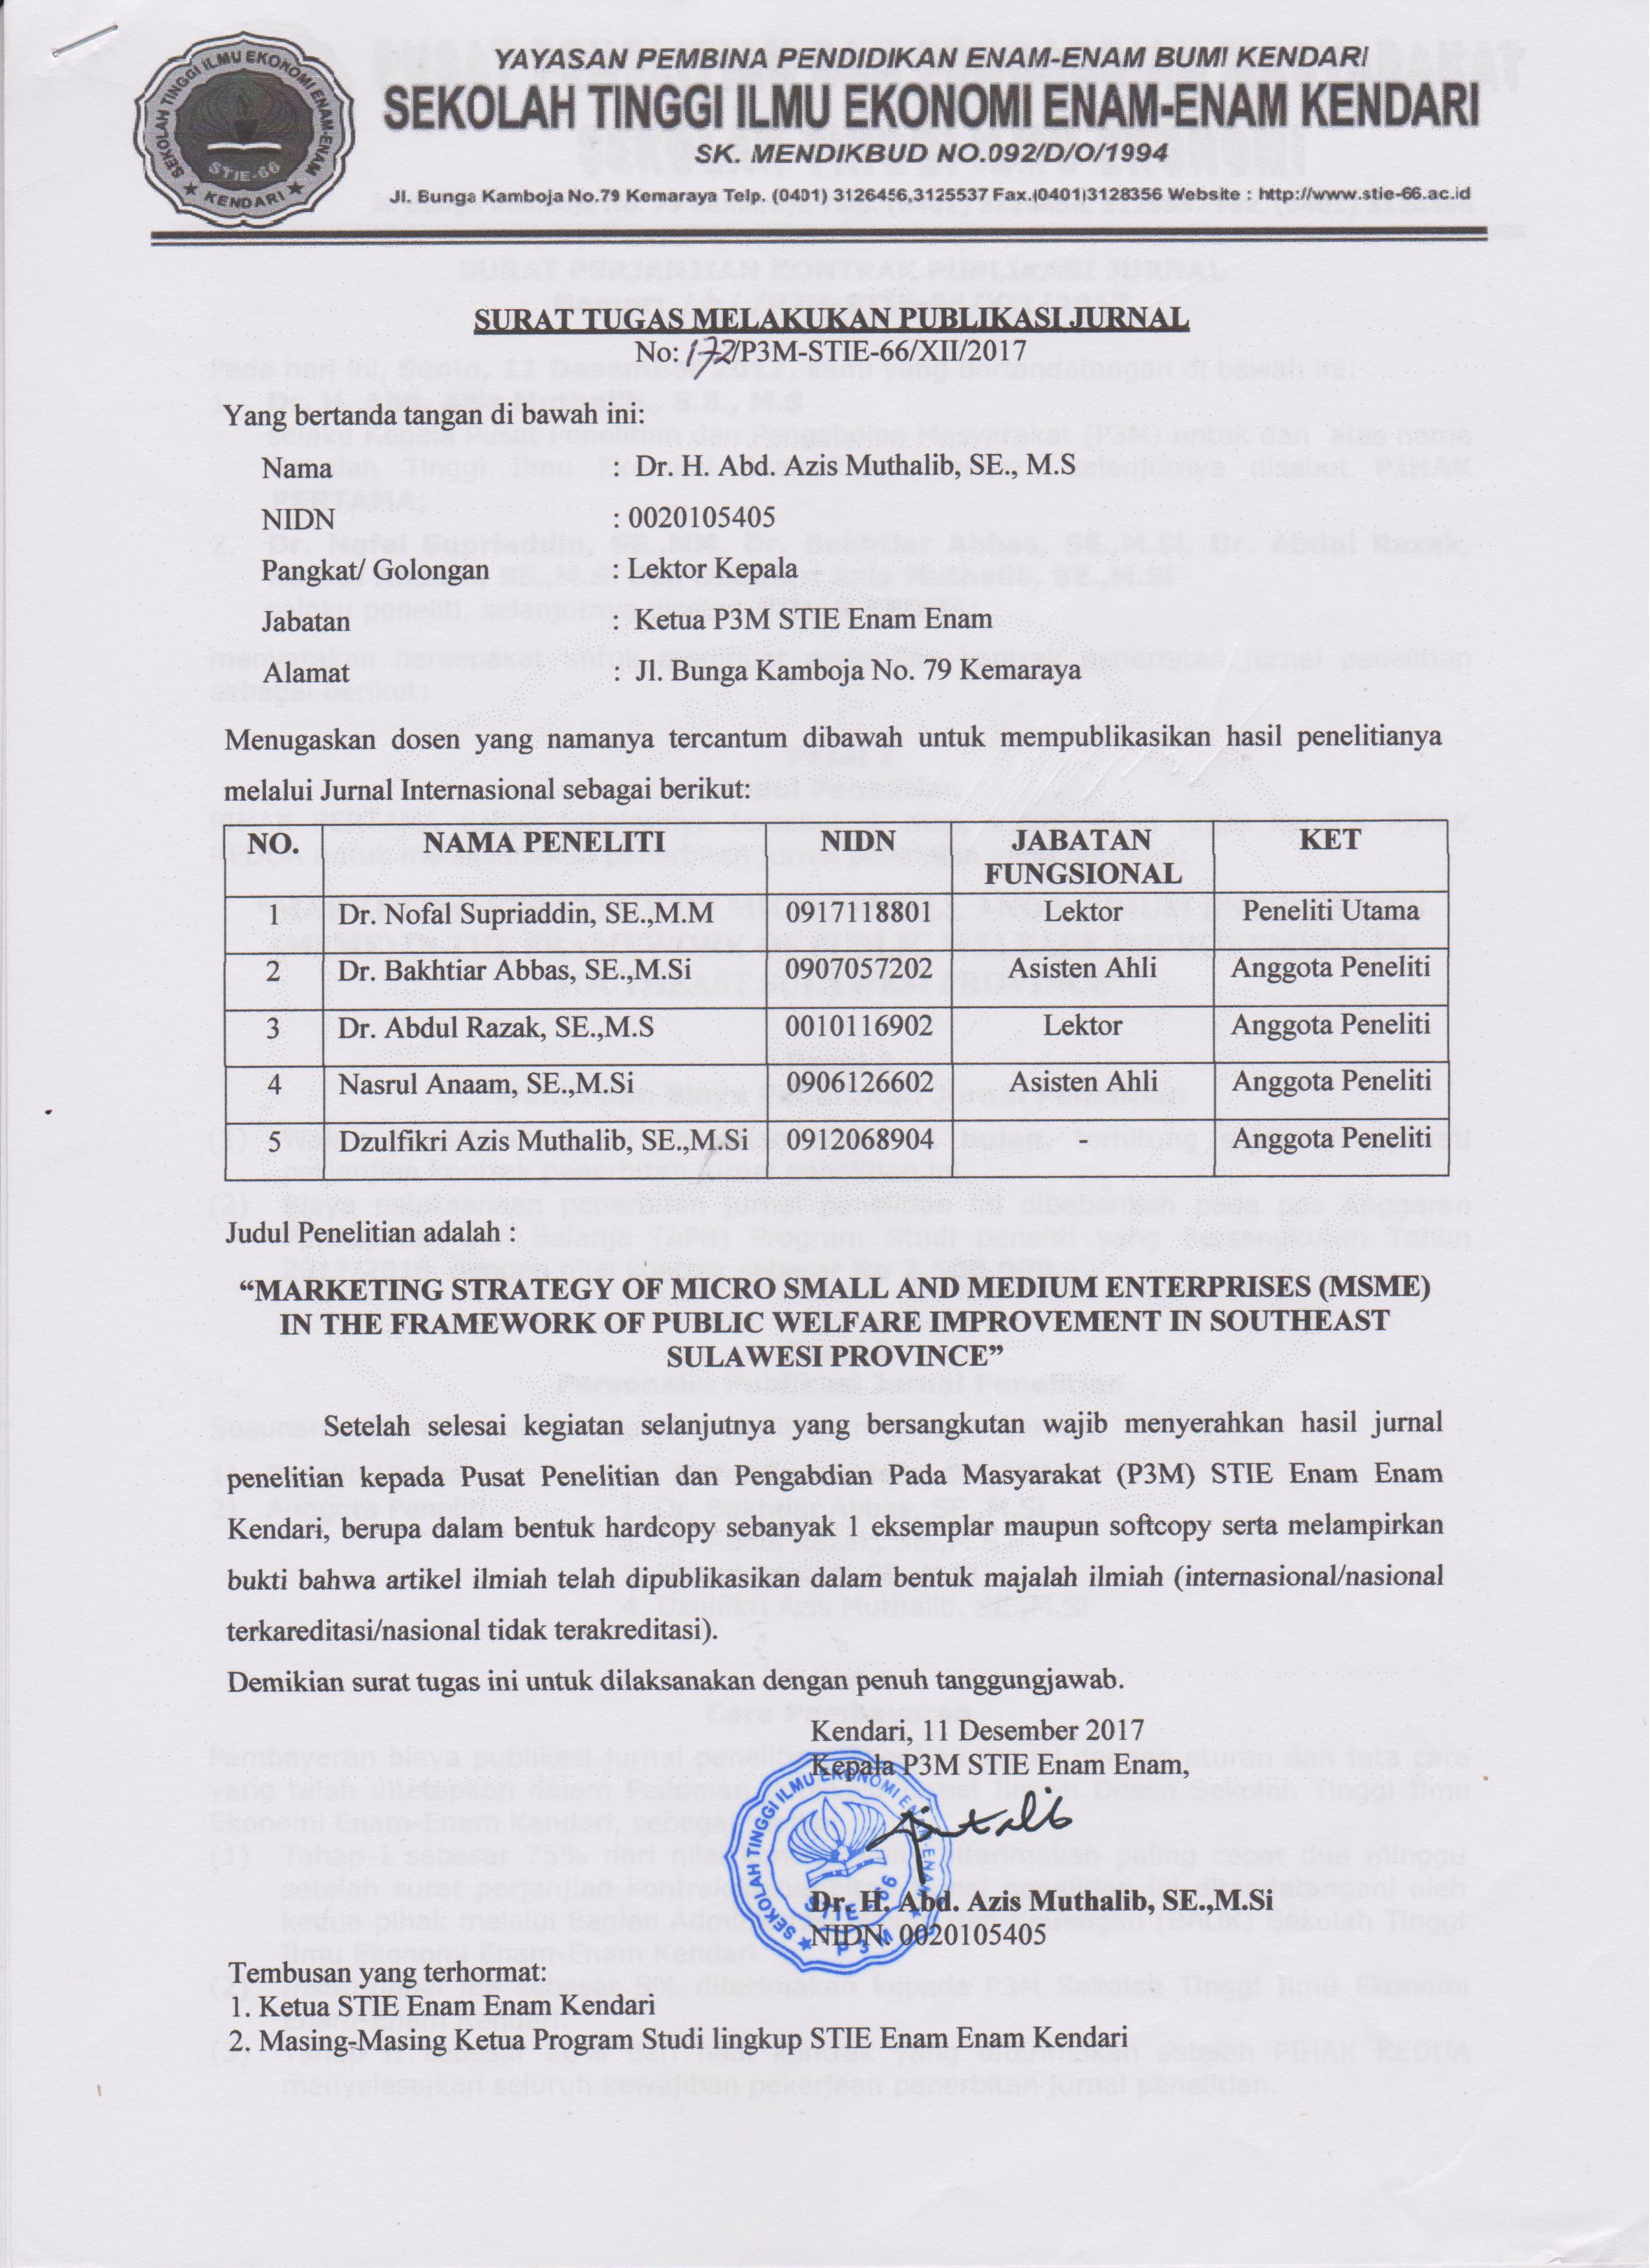 YAYASAN PEMBINA PENDIDIKAN ENAM-ENAM BUMI KENDARI
SEKOLAH TINGGI ILMU EKONOMI ENAM-ENAM KENDARI
SK. MENDIKBUD NO.092/D/O/1994
Jl. Bunga Kamboja No.79 Kemaraya Telp. (0401) 3126456,3125537 Fax.(0401)3128356 Website : http://www.stie-66.ac.id
SEKOLAH TINGGI ILMU EKONOMI ENAM-ENAM
STIE-66
KENDARI
SURAT TUGAS MELAKUKAN PUBLIKASI JURNAL
No: 172/P3M-STIE-66/XII/2017
Yang bertanda tangan di bawah ini:
Nama : Dr. H. Abd. Azis Muthalib, SE., M.S
NIDN : 0020105405
Pangkat/ Golongan : Lektor Kepala
Jabatan : Ketua P3M STIE Enam Enam
Alamat : Jl. Bunga Kamboja No. 79 Kemaraya
Menugaskan dosen yang namanya tercantum dibawah untuk mempublikasikan hasil penelitianya
melalui Jurnal Internasional sebagai berikut:
NO. NAMA PENELITI NIDN JABATAN FUNGSIONAL KET
1 Dr. Nofal Supriaddin, SE.,M.M 0917118801 Lektor Peneliti Utama
2 Dr. Bakhtiar Abbas, SE.,M.Si 0907057202 Asisten Ahli Anggota Peneliti
3 Dr. Abdul Razak, SE.,M.S 0010116902 Lektor Anggota Peneliti
4 Nasrul Anaam, SE.,M.Si 0906126602 Asisten Ahli Anggota Peneliti
5 Dzulfikri Azis Muthalib, SE.,M.Si 0912068904 - Anggota Peneliti
Judul Penelitian adalah :
“MARKETING STRATEGY OF MICRO SMALL AND MEDIUM ENTERPRISES (MSME)
IN THE FRAMEWORK OF PUBLIC WELFARE IMPROVEMENT IN SOUTHEAST
SULAWESI PROVINCE”
Setelah selesai kegiatan selanjutnya yang bersangkutan wajib menyerahkan hasil jurnal
penelitian kepada Pusat Penelitian dan Pengabdian Pada Masyarakat (P3M) STIE Enam Enam
Kendari, berupa dalam bentuk hardcopy sebanyak 1 eksemplar maupun softcopy serta melampirkan
bukti bahwa artikel ilmiah telah dipublikasikan dalam bentuk majalah ilmiah (internasional/nasional
terkareditasi/nasional tidak terakreditasi).
Demikian surat tugas ini untuk dilaksanakan dengan penuh tanggungjawab.
Kendari, 11 Desember 2017
Kepala P3M STIE Enam Enam,
SEKOLAH TINGGI ILMU EKONOMI ENAM-ENAM
STIE - 66
P 3 M
Dr. H. Abd. Azis Muthalib, SE.,M.Si
NIDN. 0020105405
Tembusan yang terhormat:
1. Ketua STIE Enam Enam Kendari
2. Masing-Masing Ketua Program Studi lingkup STIE Enam Enam Kendari